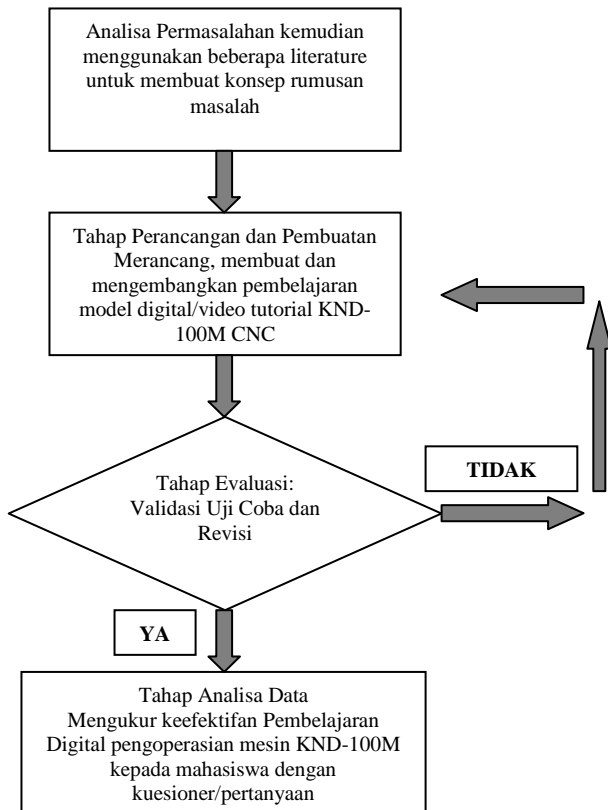 Analisa Permasalahan kemudian
menggunakan beberapa literature
untuk membuat konsep rumusan
masalah
Tahap Perancangan dan Pembuatan
Merancang, membuat dan
mengembangkan pembelajaran
model digital/video tutorial KND-
100M CNC
Tahap Evaluasi:
Validasi Uji Coba dan
Revisi
TIDAK
YA
Tahap Analisa Data
Mengukur keefektifan Pembelajaran
Digital pengoperasian mesin KND-100M
kepada mahasiswa dengan
kuesioner/pertanyaan